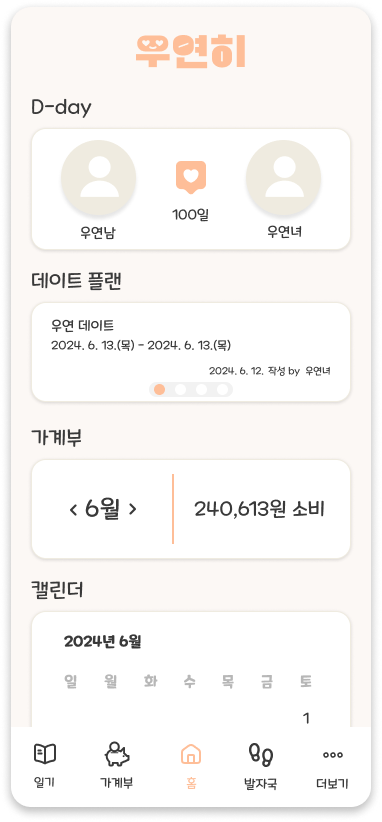 우연히
D-day
100일
우연남
우연녀
데이트 플랜
우연 데이트
2024. 6. 13.(목) - 2024. 6. 13.(목)
2024. 6. 12. 작성 by 우연녀
가계부
< 6월 >
240,613원 소비
캘린더
2024년 6월
일 월 화 수 목 금 토
1
일기 가계부 홈 발자국 더보기